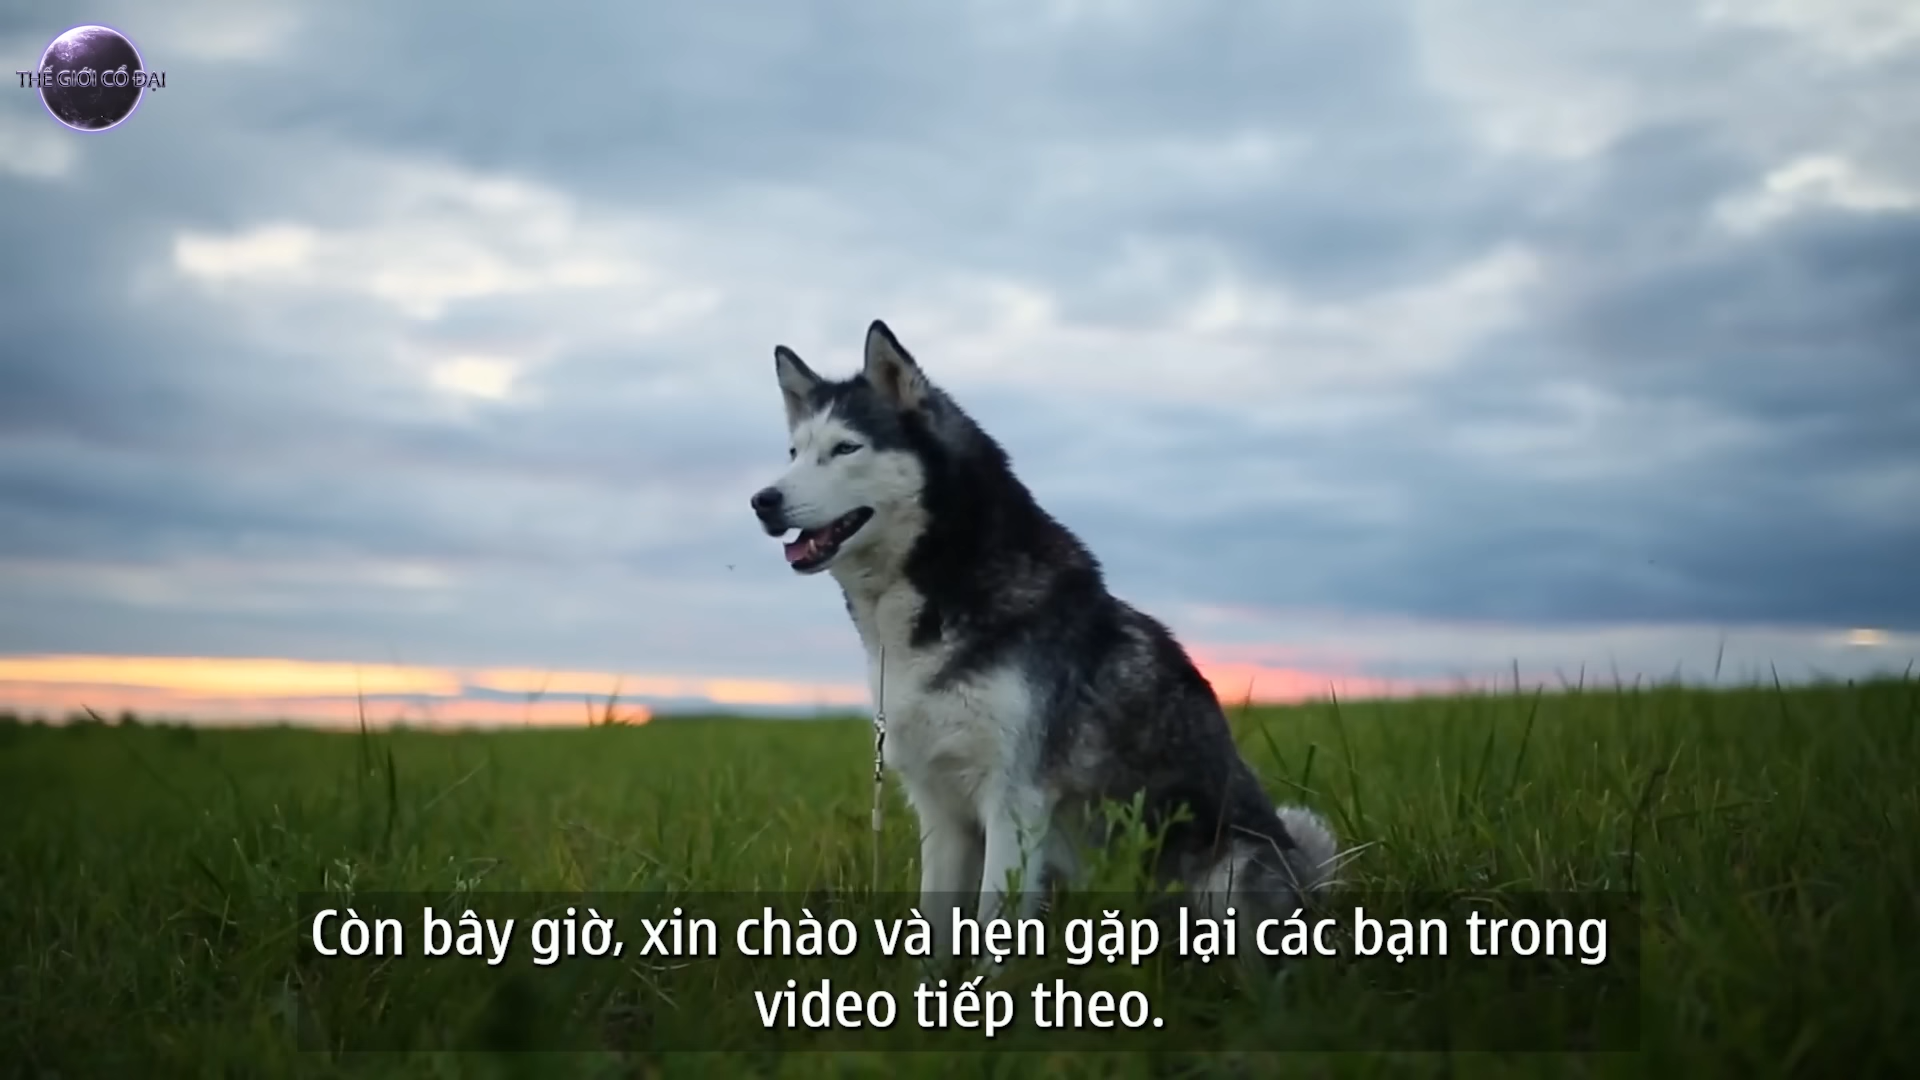 THẾ GIỚI CỔ ĐẠI
Còn bây giờ, xin chào và hẹn gặp lại các bạn trong
video tiếp theo.